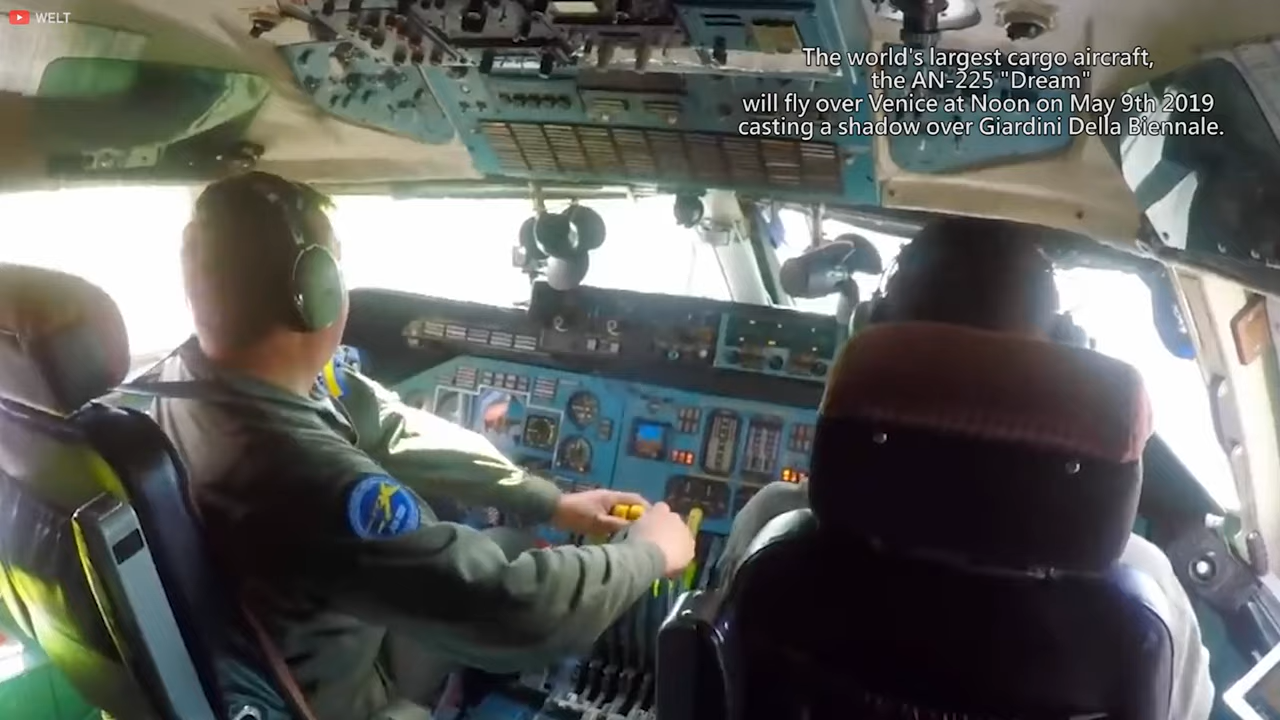 WELT
The world's largest cargo aircraft,
the AN-225 "Dream"
will fly over Venice at Noon on May 9th 2019
casting a shadow over Giardini Della Biennale.